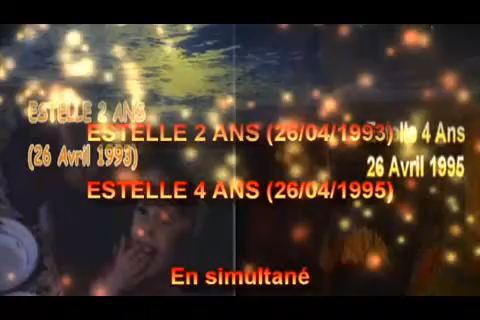 ESTELLE 2 ANS
(26 Avril 1993)
ESTELLE 2 ANS (26/04/1993)
ESTELLE 4 ANS (26/04/1995)
4 Ans
26 Avril 1995
En simultané